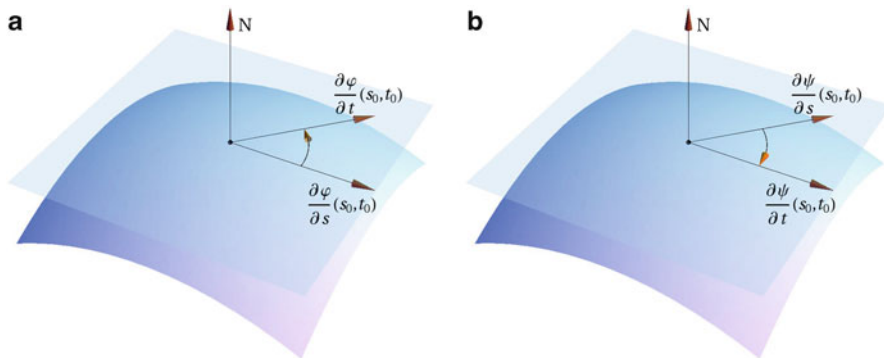 a
N
∂φ/∂t (s₀,t₀)
∂φ/∂s (s₀,t₀)
b
N
∂ψ/∂s (s₀,t₀)
∂ψ/∂t (s₀,t₀)